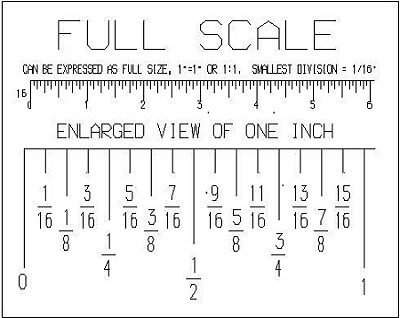 FULL SCALE
CAN BE EXPRESSED AS FULL SIZE, 1"=1" OR 1:1. SMALLEST DIVISION = 1/16"
16
0 1 2 3 4 5 6
ENLARGED VIEW OF ONE INCH
1/16 3/16 5/16 7/16 9/16 11/16 13/16 15/16
1/8 3/8 5/8 7/8
1/4 3/4
0 1/2 1